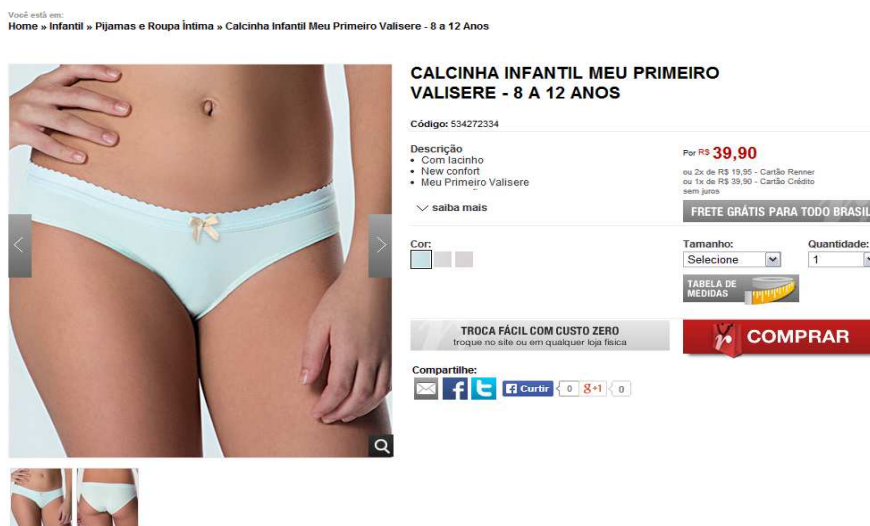 Você está em:
Home » Infantil » Pijamas e Roupa Íntima » Calcinha Infantil Meu Primeiro Valisere - 8 a 12 Anos
CALCINHA INFANTIL MEU PRIMEIRO
VALISERE - 8 A 12 ANOS
Código: 534272334
Descrição
• Com lacinho
• New confort
• Meu Primeiro Valisere
saiba mais
Por R$ 39,90
ou 2x de R$ 19,95 - Cartão Renner
ou 1x de R$ 39,90 - Cartão Crédito
sem juros
FRETE GRÁTIS PARA TODO BRASIL
Cor:
Tamanho:
Quantidade:
Selecione
1
TABELA DE
MEDIDAS
TROCA FÁCIL COM CUSTO ZERO
troque no site ou em qualquer loja física
r COMPRAR
Compartilhe:
f Curtir 0 g+1 0